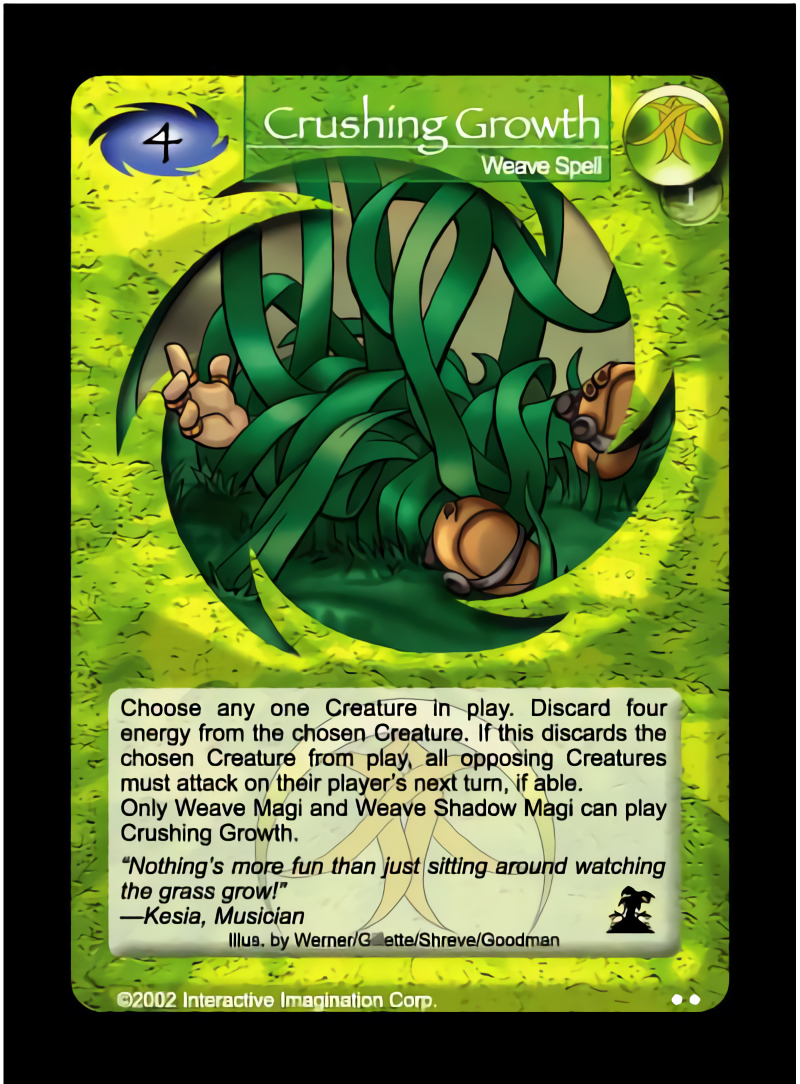 4
Crushing Growth
Weave Spell
1
Choose any one Creature in play. Discard four
energy from the chosen Creature. If this discards the
chosen Creature from play, all opposing Creatures
must attack on their player's next turn, if able.
Only Weave Magi and Weave Shadow Magi can play
Crushing Growth.
"Nothing's more fun than just sitting around watching
the grass grow!"
—Kesia, Musician
Illus. by Werner/ /Shreve/Goodman
©2002 Interactive Imagination Corp.